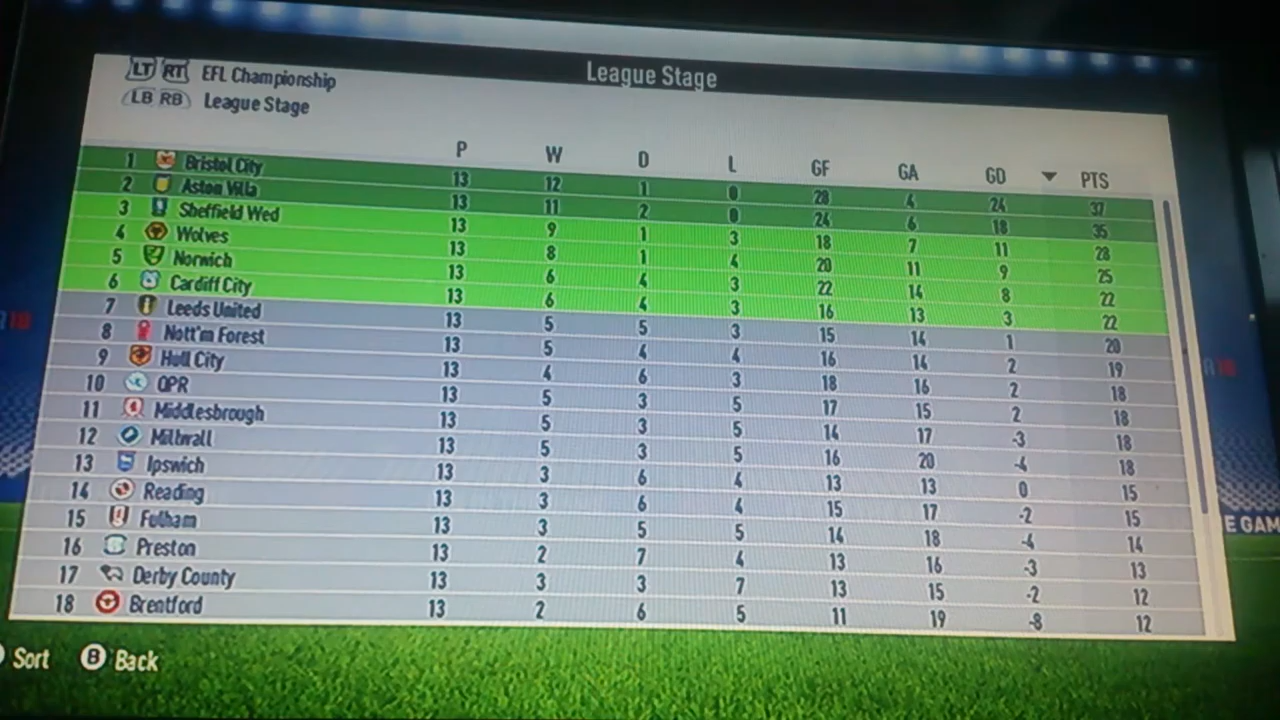 League Stage
LT RT EFL Championship
LB RB League Stage
P W D L GF GA GD PTS
1 Bristol City 13 12 1 0 28 4 24 37
2 Aston Villa 13 11 2 0 24 6 18 35
3 Sheffield Wed 13 9 1 3 18 7 11 28
4 Wolves 13 8 1 4 20 11 9 25
5 Norwich 13 6 4 3 22 14 8 22
6 Cardiff City 13 6 4 3 16 13 3 22
7 Leeds United 13 5 5 3 15 14 1 20
8 Nott'm Forest 13 5 4 4 16 14 2 19
9 Hull City 13 4 6 3 18 16 2 18
10 QPR 13 5 3 5 17 15 2 18
11 Middlesbrough 13 5 3 5 14 17 -3 18
12 Millwall 13 5 3 5 16 20 -4 18
13 Ipswich 13 3 6 4 13 13 0 15
14 Reading 13 3 6 4 15 17 -2 15
15 Fulham 13 3 5 5 14 18 -4 14
16 Preston 13 2 7 4 13 16 -3 13
17 Derby County 13 3 3 7 13 15 -2 12
18 Brentford 13 2 6 5 11 19 -8 12
E GAM
Sort B Back